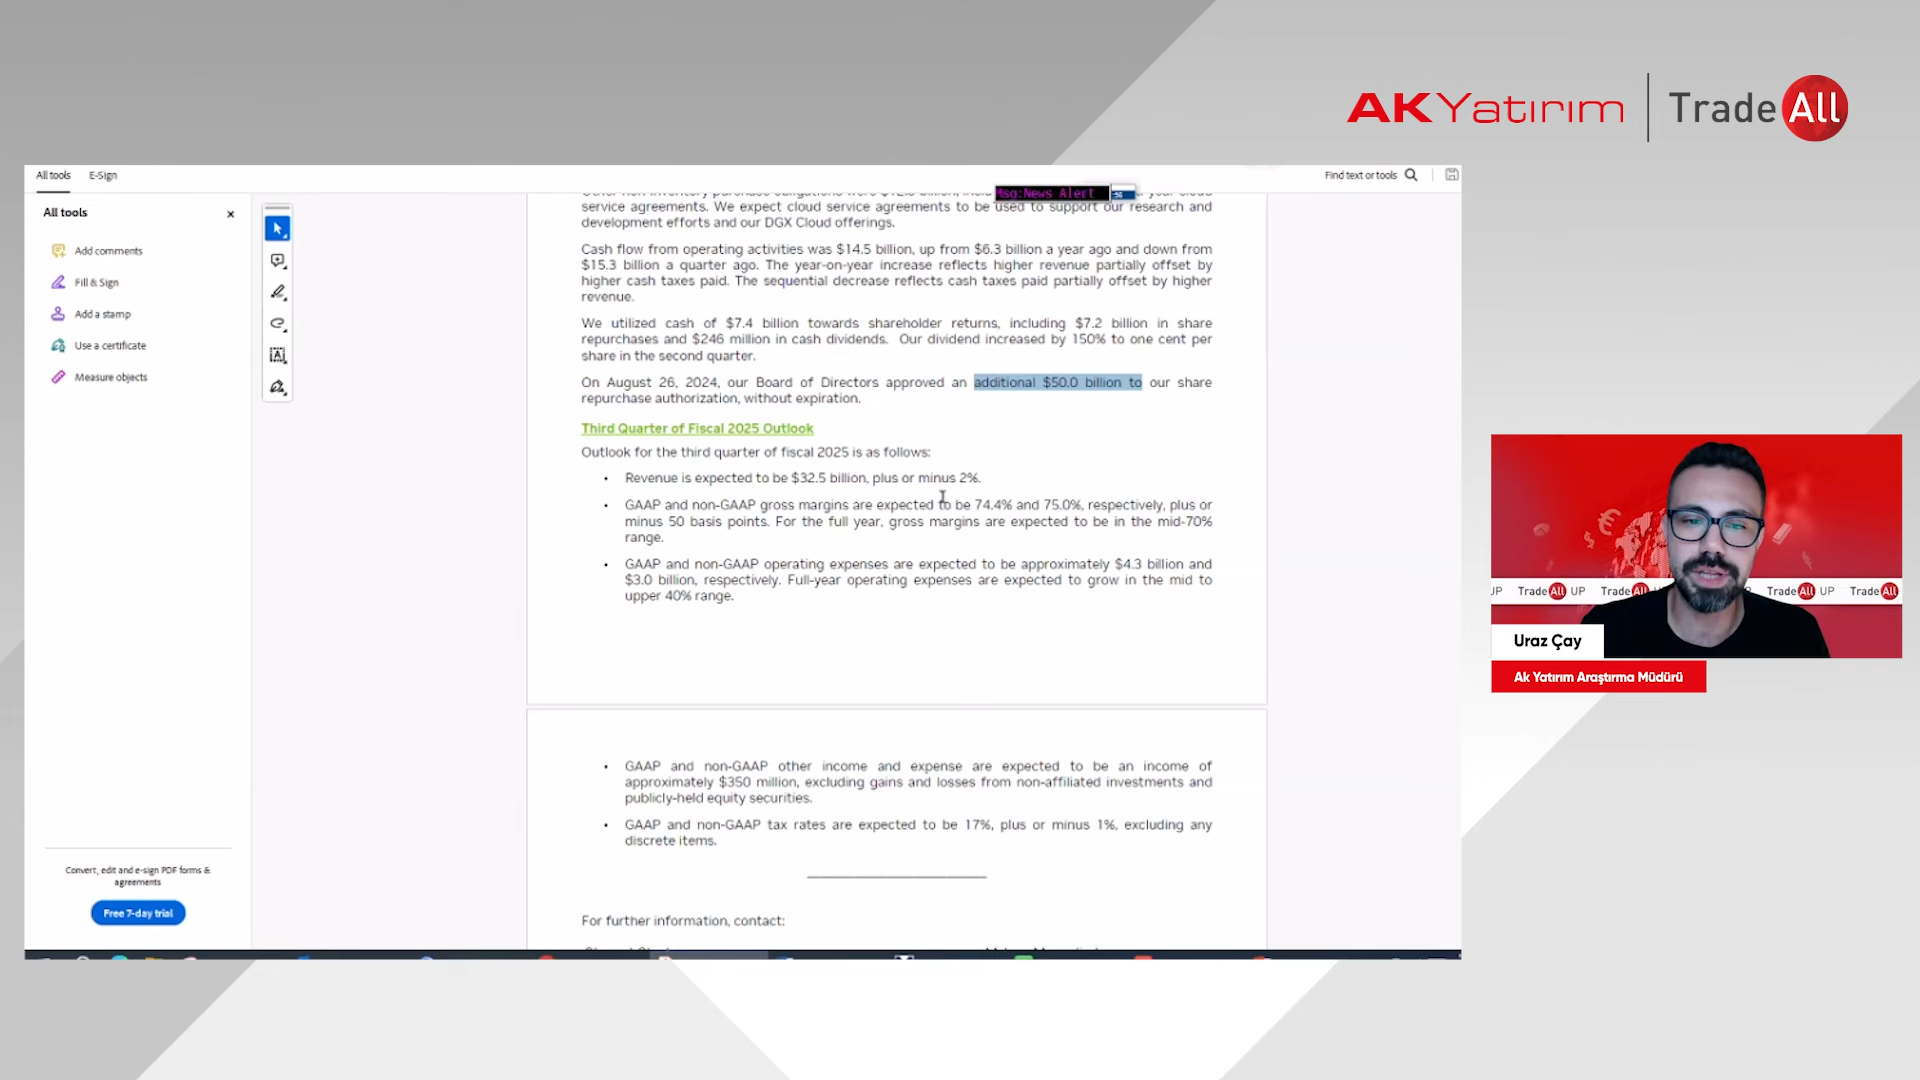 AKYatırım | TradeAll
All tools E-Sign
Find text or tools
All tools
Add comments
Fill & Sign
Add a stamp
Use a certificate
Measure objects
Convert, edit and e-sign PDF forms &
agreements
Free 7-day trial
Msg:News Alert
service agreements. We expect cloud service agreements to be used to support our research and
development efforts and our DGX Cloud offerings.
Cash flow from operating activities was $14.5 billion, up from $6.3 billion a year ago and down from
$15.3 billion a quarter ago. The year-on-year increase reflects higher revenue partially offset by
higher cash taxes paid. The sequential decrease reflects cash taxes paid partially offset by higher
revenue.
We utilized cash of $7.4 billion towards shareholder returns, including $7.2 billion in share
repurchases and $246 million in cash dividends. Our dividend increased by 150% to one cent per
share in the second quarter.
On August 26, 2024, our Board of Directors approved an additional $50.0 billion to our share
repurchase authorization, without expiration.
Third Quarter of Fiscal 2025 Outlook
Outlook for the third quarter of fiscal 2025 is as follows:
• Revenue is expected to be $32.5 billion, plus or minus 2%.
• GAAP and non-GAAP gross margins are expected to be 74.4% and 75.0%, respectively, plus or
minus 50 basis points. For the full year, gross margins are expected to be in the mid-70%
range.
• GAAP and non-GAAP operating expenses are expected to be approximately $4.3 billion and
$3.0 billion, respectively. Full-year operating expenses are expected to grow in the mid to
upper 40% range.
• GAAP and non-GAAP other income and expense are expected to be an income of
approximately $350 million, excluding gains and losses from non-affiliated investments and
publicly-held equity securities.
• GAAP and non-GAAP tax rates are expected to be 17%, plus or minus 1%, excluding any
discrete items.
For further information, contact:
UP TradeAll UP TradeAll TradeAll UP TradeAll
Uraz Çay
Ak Yatırım Araştırma Müdürü